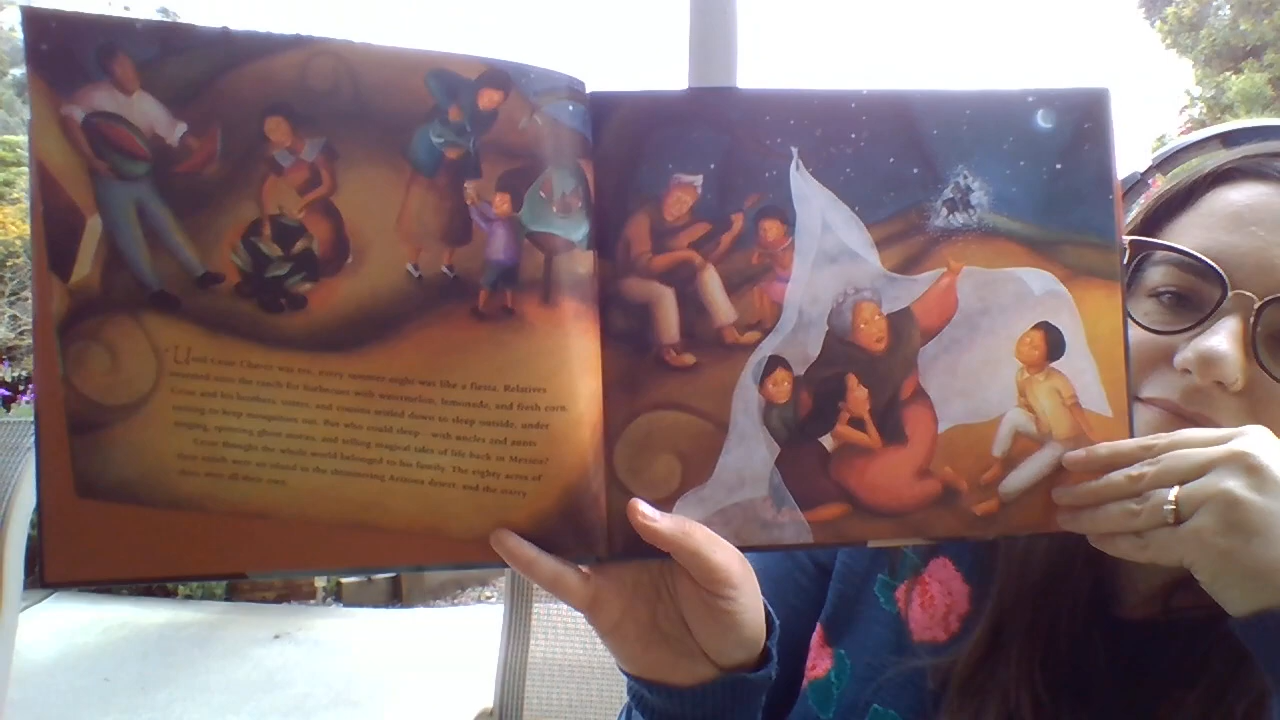 Until Cesar Chavez was ten, every summer night was like a fiesta. Relatives
swarmed onto the ranch for barbecues with watermelon, lemonade, and fresh corn.
Cesar and his brothers, sisters, and cousins settled down to sleep outside, under
netting to keep mosquitoes out. But who could sleep—with uncles and aunts
singing, spinning ghost stories, and telling magical tales of life back in Mexico?
Cesar thought the whole world belonged to his family. The eighty acres of
their ranch were an island in the shimmering Arizona desert, and the starry
skies were all their own.